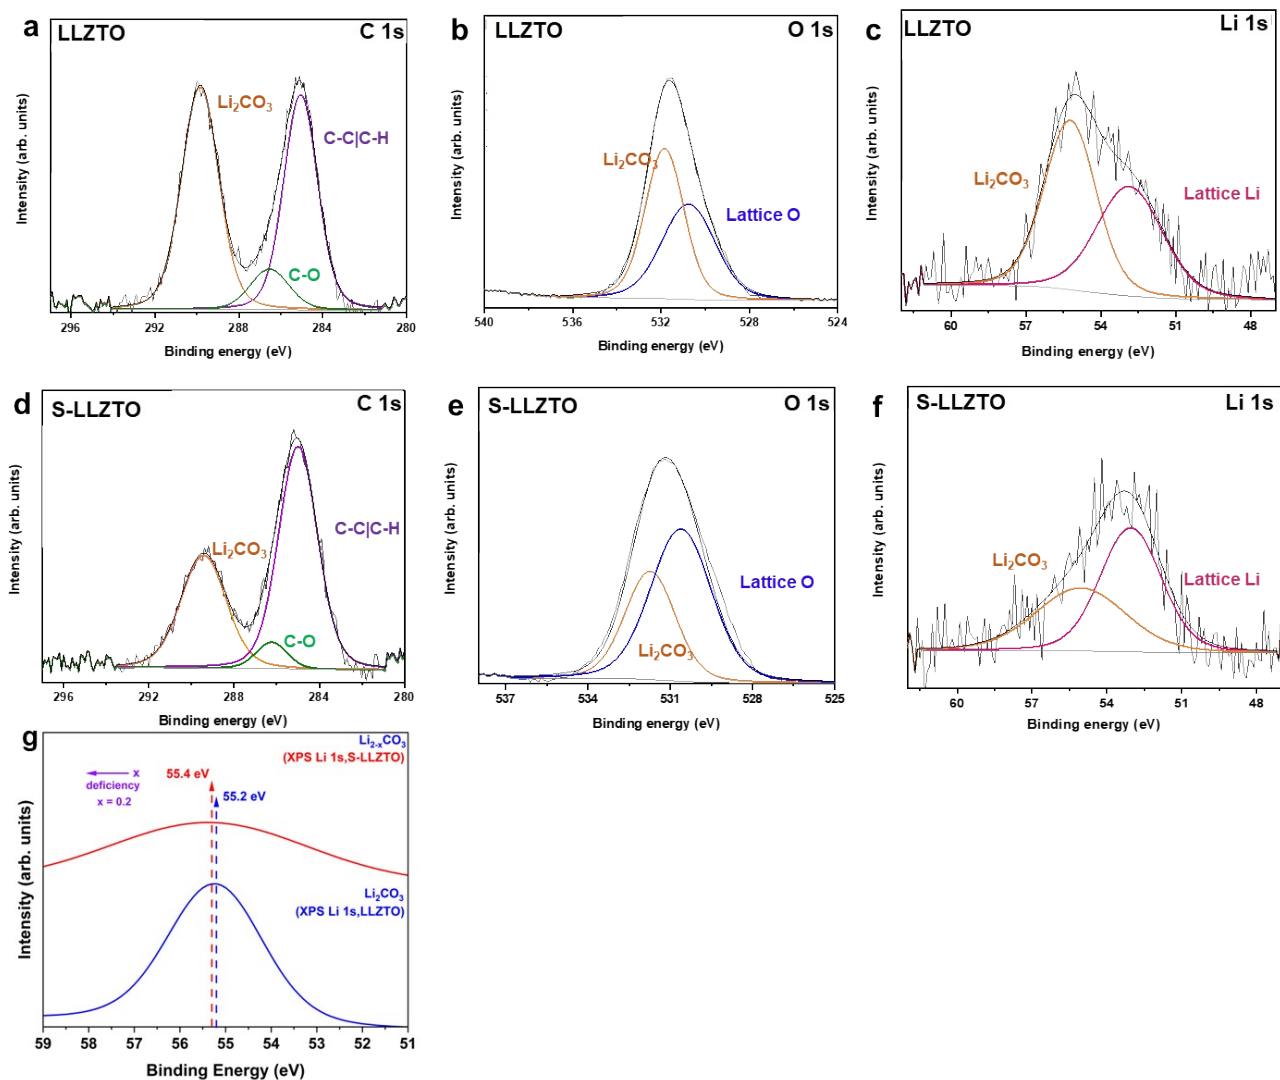 a
LLZTO
C 1s
Li₂CO₃
C-C|C-H
C-O
Intensity (arb. units)
296 292 288 284 280
Binding energy (eV)
b
LLZTO
O 1s
Li₂CO₃
Lattice O
Intensity (arb. units)
540 536 532 528 524
Binding energy (eV)
c
LLZTO
Li 1s
Li₂CO₃
Lattice Li
Intensity (arb. units)
60 57 54 51 48
Binding energy (eV)
d
S-LLZTO
C 1s
Li₂CO₃
C-C|C-H
C-O
Intensity (arb. units)
296 292 288 284 280
Binding energy (eV)
e
S-LLZTO
O 1s
Lattice O
Li₂CO₃
Intensity (arb. units)
537 534 531 528 525
Binding energy (eV)
f
S-LLZTO
Li 1s
Li₂CO₃
Lattice Li
Intensity (arb. units)
60 57 54 51 48
Binding energy (eV)
g
Li₂₋ₓCO₃
(XPS Li 1s,S-LLZTO)
x
deficiency
x = 0.2
55.4 eV
55.2 eV
Li₂CO₃
(XPS Li 1s,LLZTO)
Intensity (arb. units)
59 58 57 56 55 54 53 52 51
Binding Energy (eV)